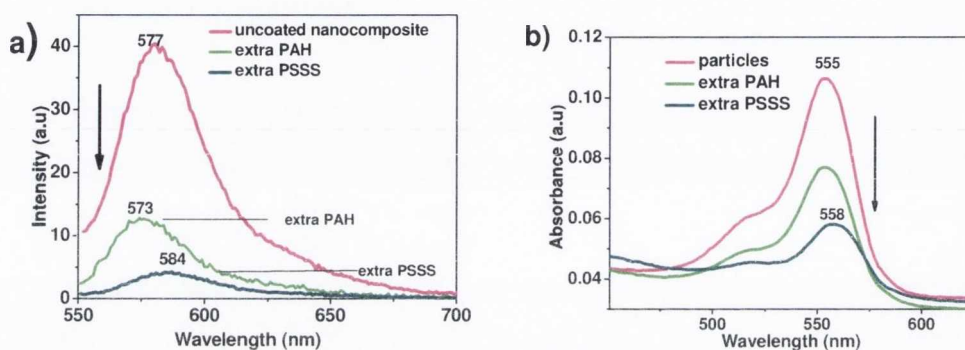 a)
40
30
20
10
0
Intensity (a.u)
577
uncoated nanocomposite
extra PAH
extra PSSS
573
extra PAH
584
extra PSSS
550
600
650
700
Wavelength (nm)
b)
0.12
0.10
0.08
0.06
0.04
Absorbance (a.u)
particles
extra PAH
extra PSSS
555
558
500
550
600
Wavelength (nm)